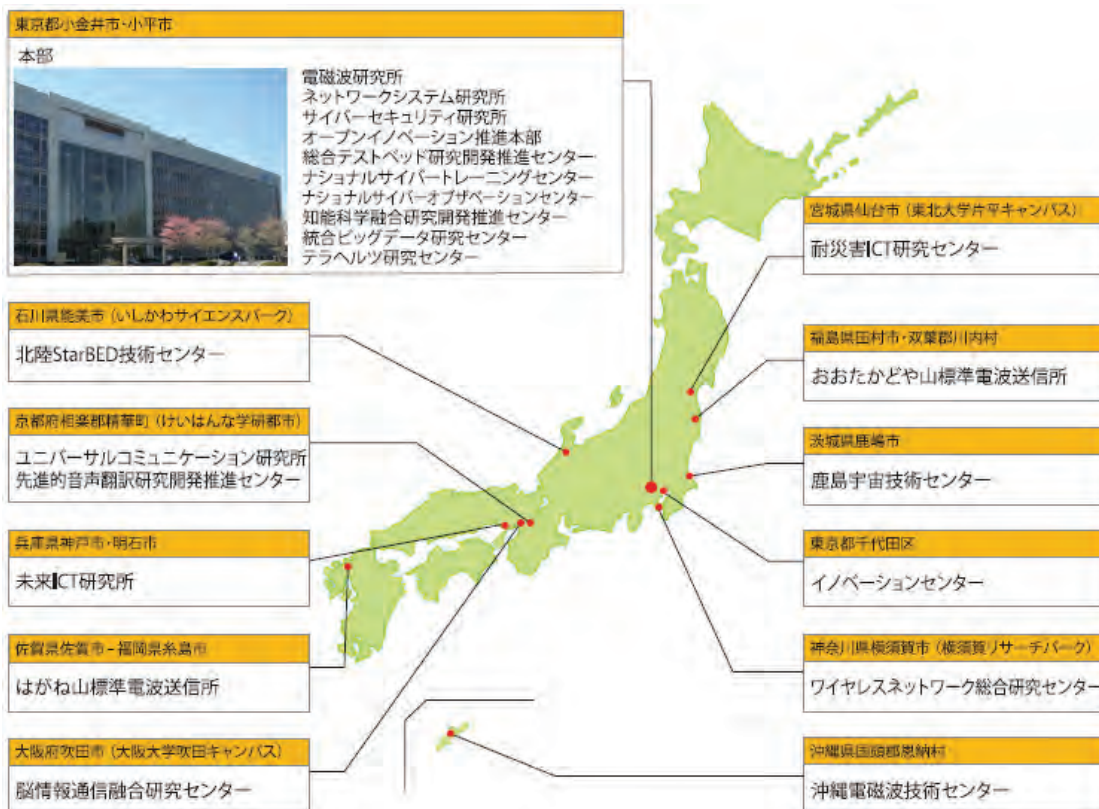 東京都小金井市・小平市
本部
電磁波研究所
ネットワークシステム研究所
サイバーセキュリティ研究所
オープンイノベーション推進本部
総合テストベッド研究開発推進センター
ナショナルサイバートレーニングセンター
ナショナルサイバーオブザベーションセンター
知能科学融合研究開発推進センター
統合ビッグデータ研究センター
テラヘルツ研究センター
石川県能美市（いしかわサイエンスパーク）
北陸StarBED技術センター
京都府相楽郡精華町（けいはんな学研都市）
ユニバーサルコミュニケーション研究所
先進的音声翻訳研究開発推進センター
兵庫県神戸市・明石市
未来ICT研究所
佐賀県佐賀市－福岡県糸島市
はがね山標準電波送信所
大阪府吹田市（大阪大学吹田キャンパス）
脳情報通信融合研究センター
宮城県仙台市（東北大学片平キャンパス）
耐災害ICT研究センター
福島県田村市・双葉郡川内村
おおたかどや山標準電波送信所
茨城県鹿嶋市
鹿島宇宙技術センター
東京都千代田区
イノベーションセンター
神奈川県横須賀市（横須賀リサーチパーク）
ワイヤレスネットワーク総合研究センター
沖縄県国頭郡恩納村
沖縄電磁波技術センター